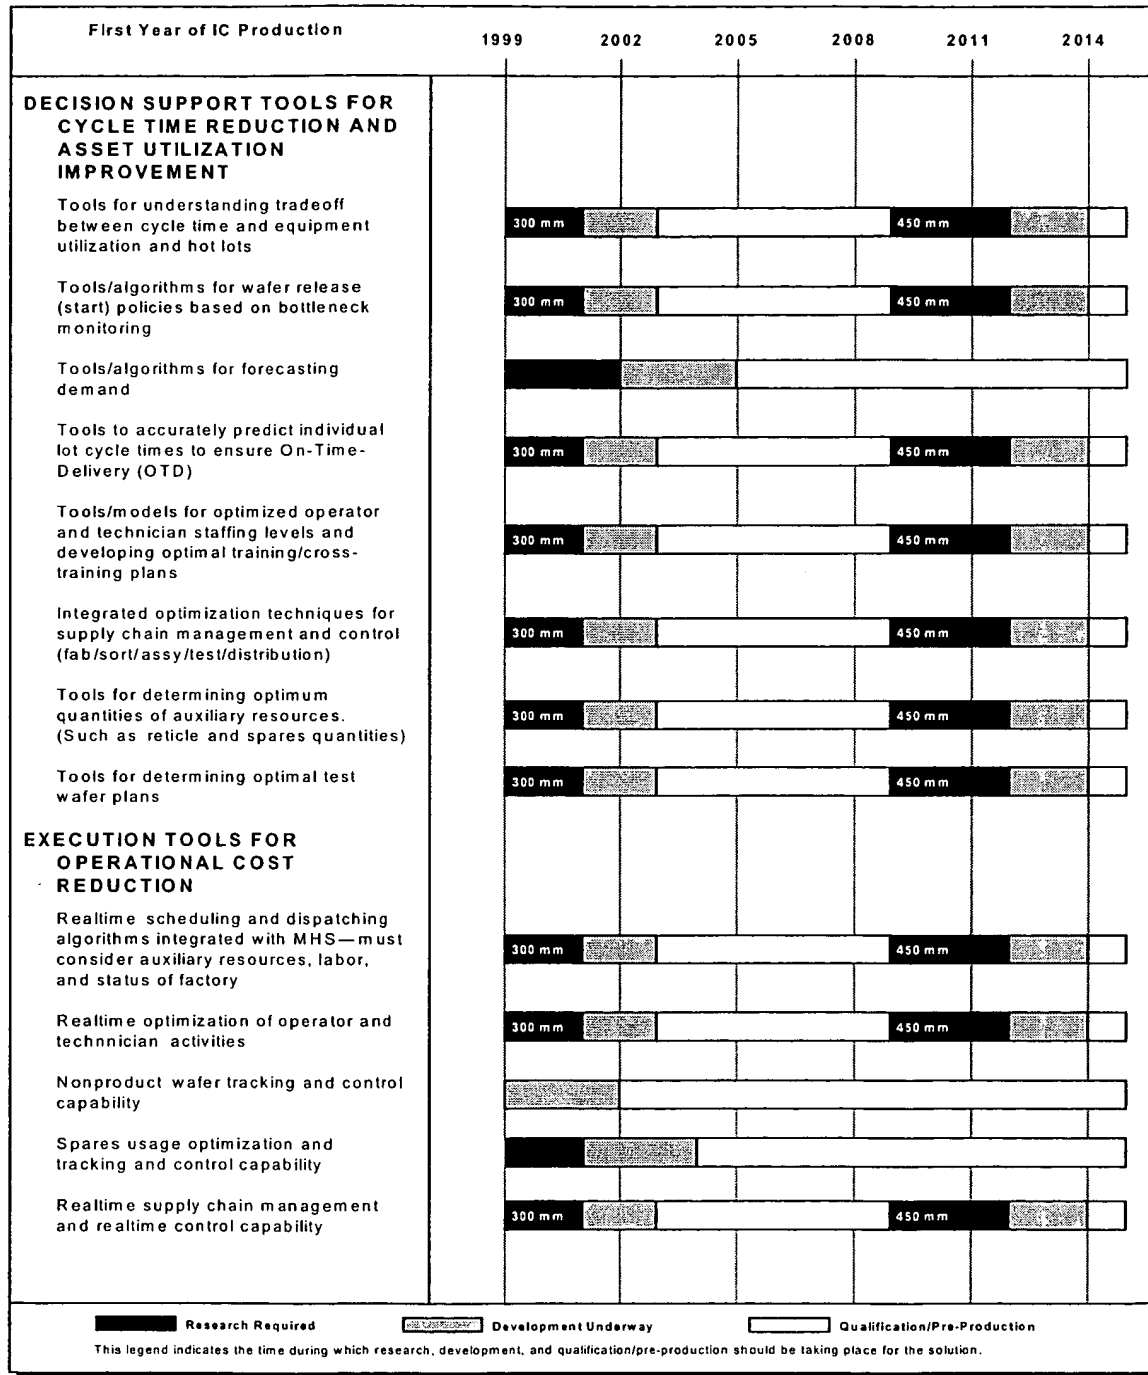 First Year of IC Production
1999 2002 2005 2008 2011 2014
DECISION SUPPORT TOOLS FOR
CYCLE TIME REDUCTION AND
ASSET UTILIZATION
IMPROVEMENT
Tools for understanding tradeoff
between cycle time and equipment
utilization and hot lots
300 mm 450 mm
Tools/algorithms for wafer release
(start) policies based on bottleneck
monitoring
300 mm 450 mm
Tools/algorithms for forecasting
demand
Tools to accurately predict individual
lot cycle times to ensure On-Time-
Delivery (OTD)
300 mm 450 mm
Tools/models for optimized operator
and technician staffing levels and
developing optimal training/cross-
training plans
300 mm 450 mm
Integrated optimization techniques for
supply chain management and control
(fab/sort/assy/test/distribution)
300 mm 450 mm
Tools for determining optimum
quantities of auxiliary resources.
(Such as reticle and spares quantities)
300 mm 450 mm
Tools for determining optimal test
wafer plans
300 mm 450 mm
EXECUTION TOOLS FOR
OPERATIONAL COST
REDUCTION
Realtime scheduling and dispatching
algorithms integrated with MHS—must
consider auxiliary resources, labor,
and status of factory
300 mm 450 mm
Realtime optimization of operator and
technnician activities
300 mm 450 mm
Nonproduct wafer tracking and control
capability
Spares usage optimization and
tracking and control capability
Realtime supply chain management
and realtime control capability
300 mm 450 mm
Research Required Development Underway Qualification/Pre-Production
This legend indicates the time during which research, development, and qualification/pre-production should be taking place for the solution.